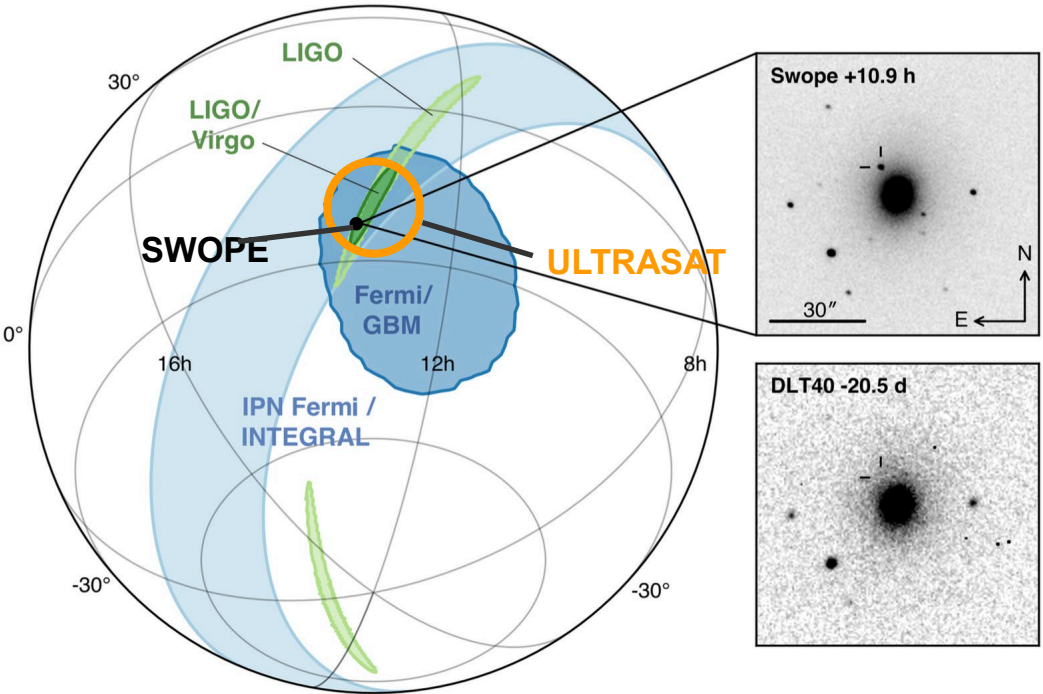 LIGO
30°
LIGO/
Virgo
SWOPE
ULTRASAT
Fermi/
GBM
0°
16h
12h
8h
IPN Fermi /
INTEGRAL
-30°
-30°
Swope +10.9 h
N
30″
E
DLT40 -20.5 d